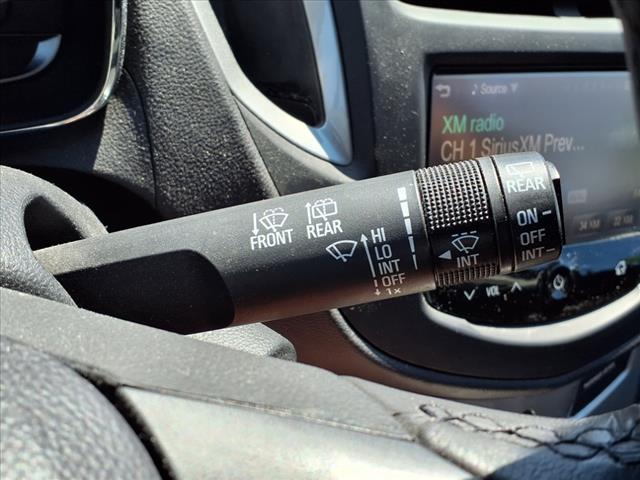 Source
XM radio
CH 1 SiriusXM Prev...
FRONT
REAR
HI
LO
INT
OFF
1x
INT
REAR
ON
OFF
INT
VOL